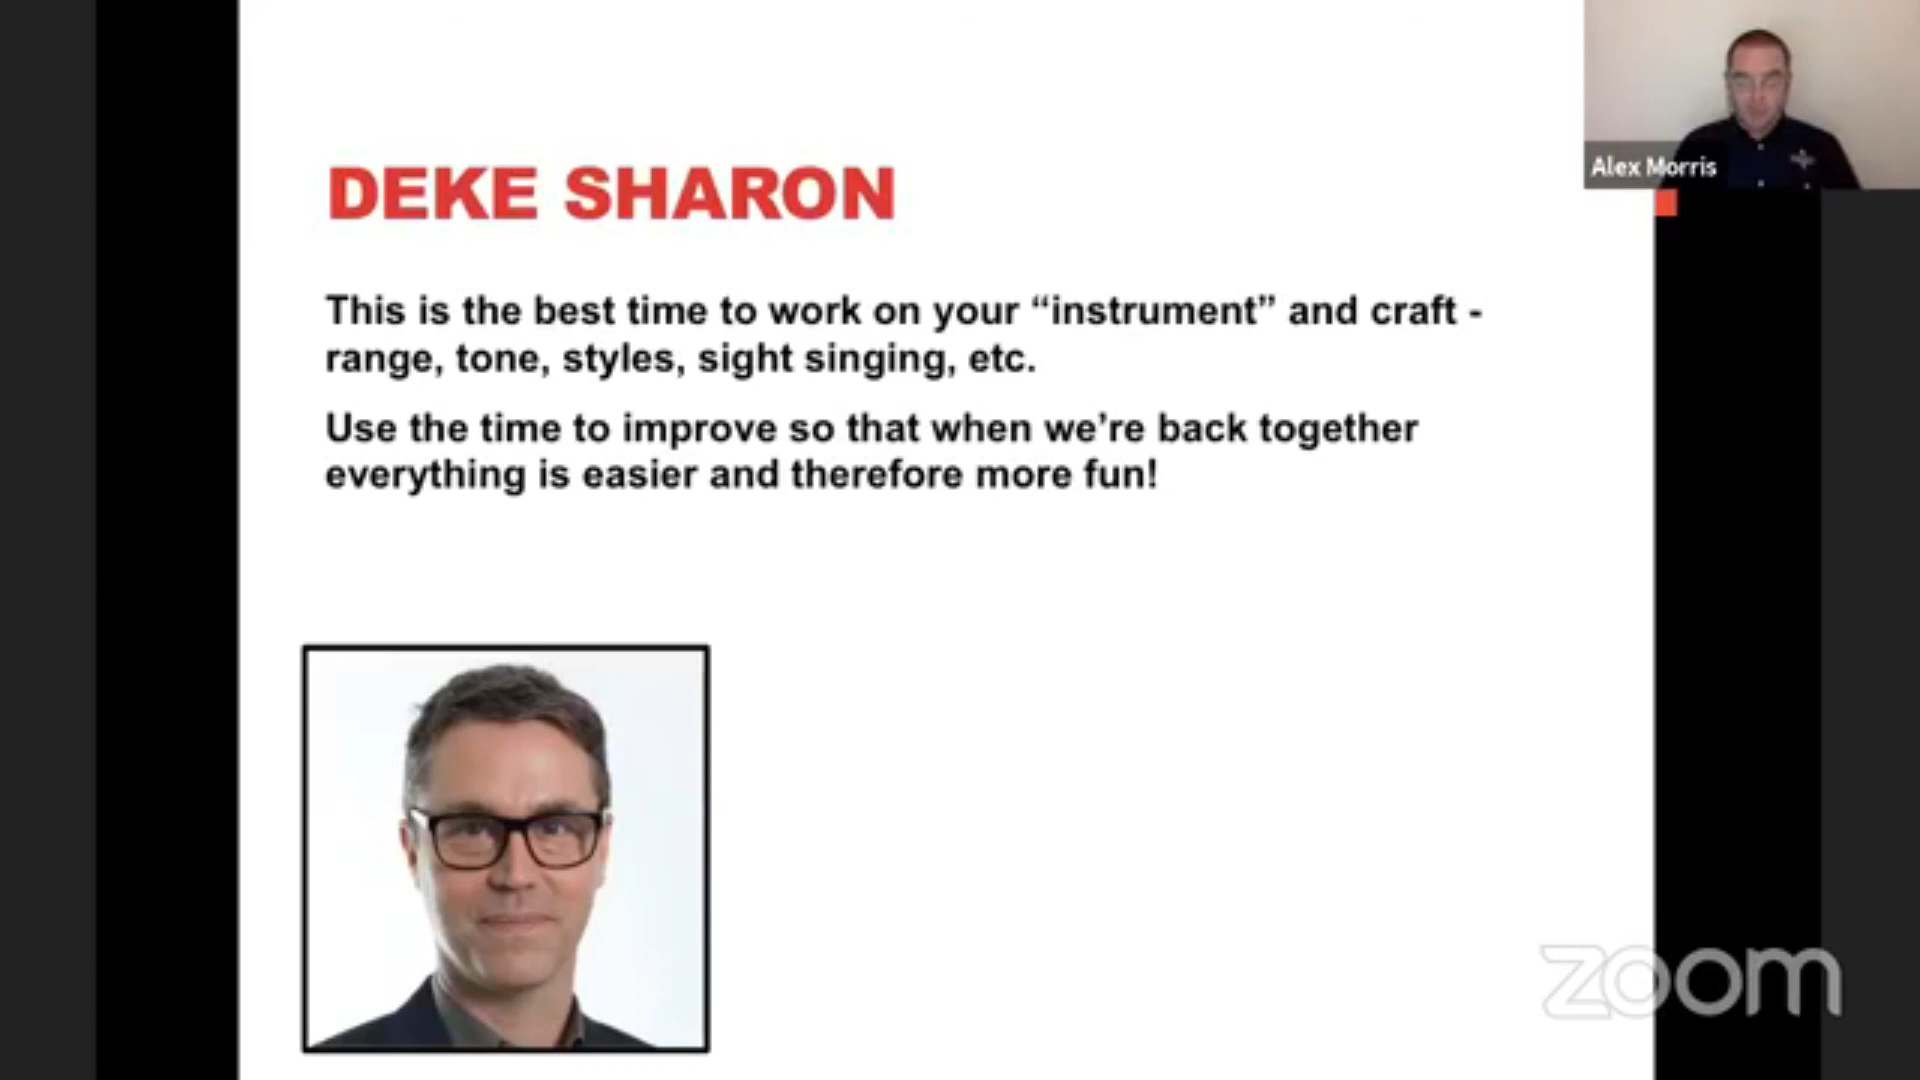 DEKE SHARON
This is the best time to work on your “instrument” and craft -
range, tone, styles, sight singing, etc.
Use the time to improve so that when we’re back together
everything is easier and therefore more fun!
Alex Morris
zoom